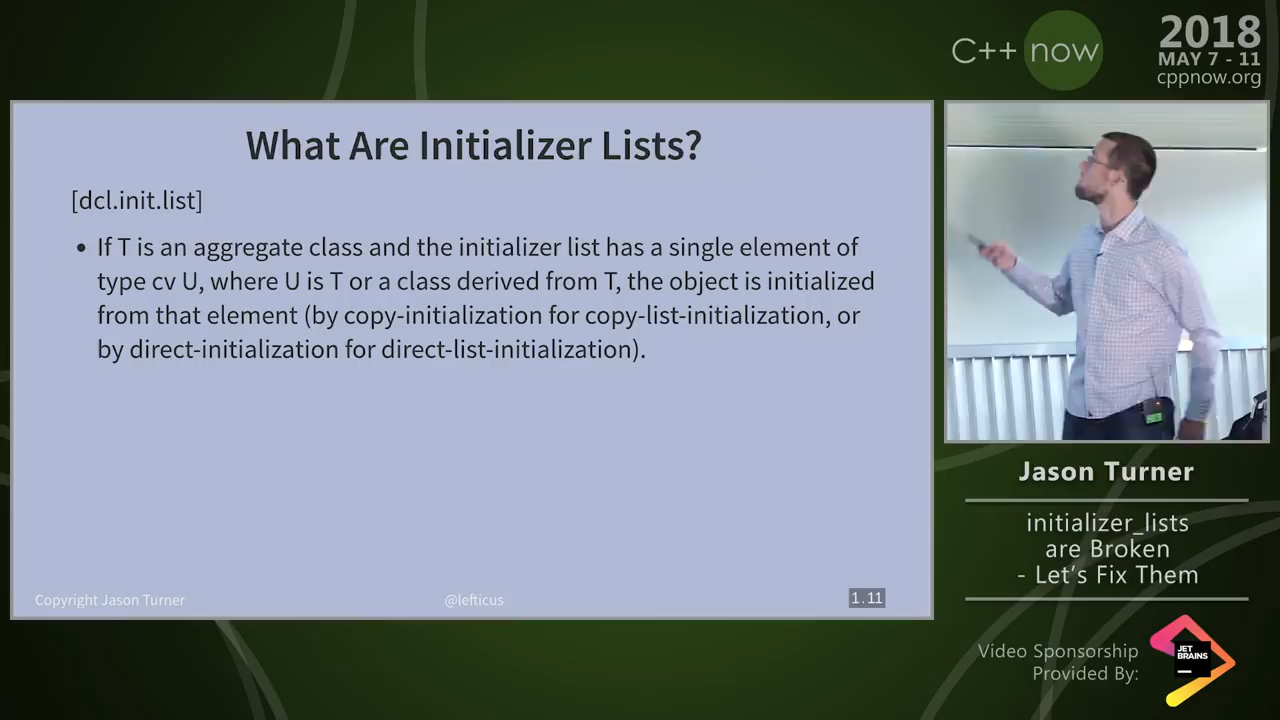 C++ now
2018
MAY 7 - 11
cppnow.org
What Are Initializer Lists?
[dcl.init.list]
• If T is an aggregate class and the initializer list has a single element of
type cv U, where U is T or a class derived from T, the object is initialized
from that element (by copy-initialization for copy-list-initialization, or
by direct-initialization for direct-list-initialization).
Copyright Jason Turner
@lefticus
1.11
Jason Turner
initializer_lists
are Broken
- Let's Fix Them
Video Sponsorship
Provided By:
JET
BRAINS